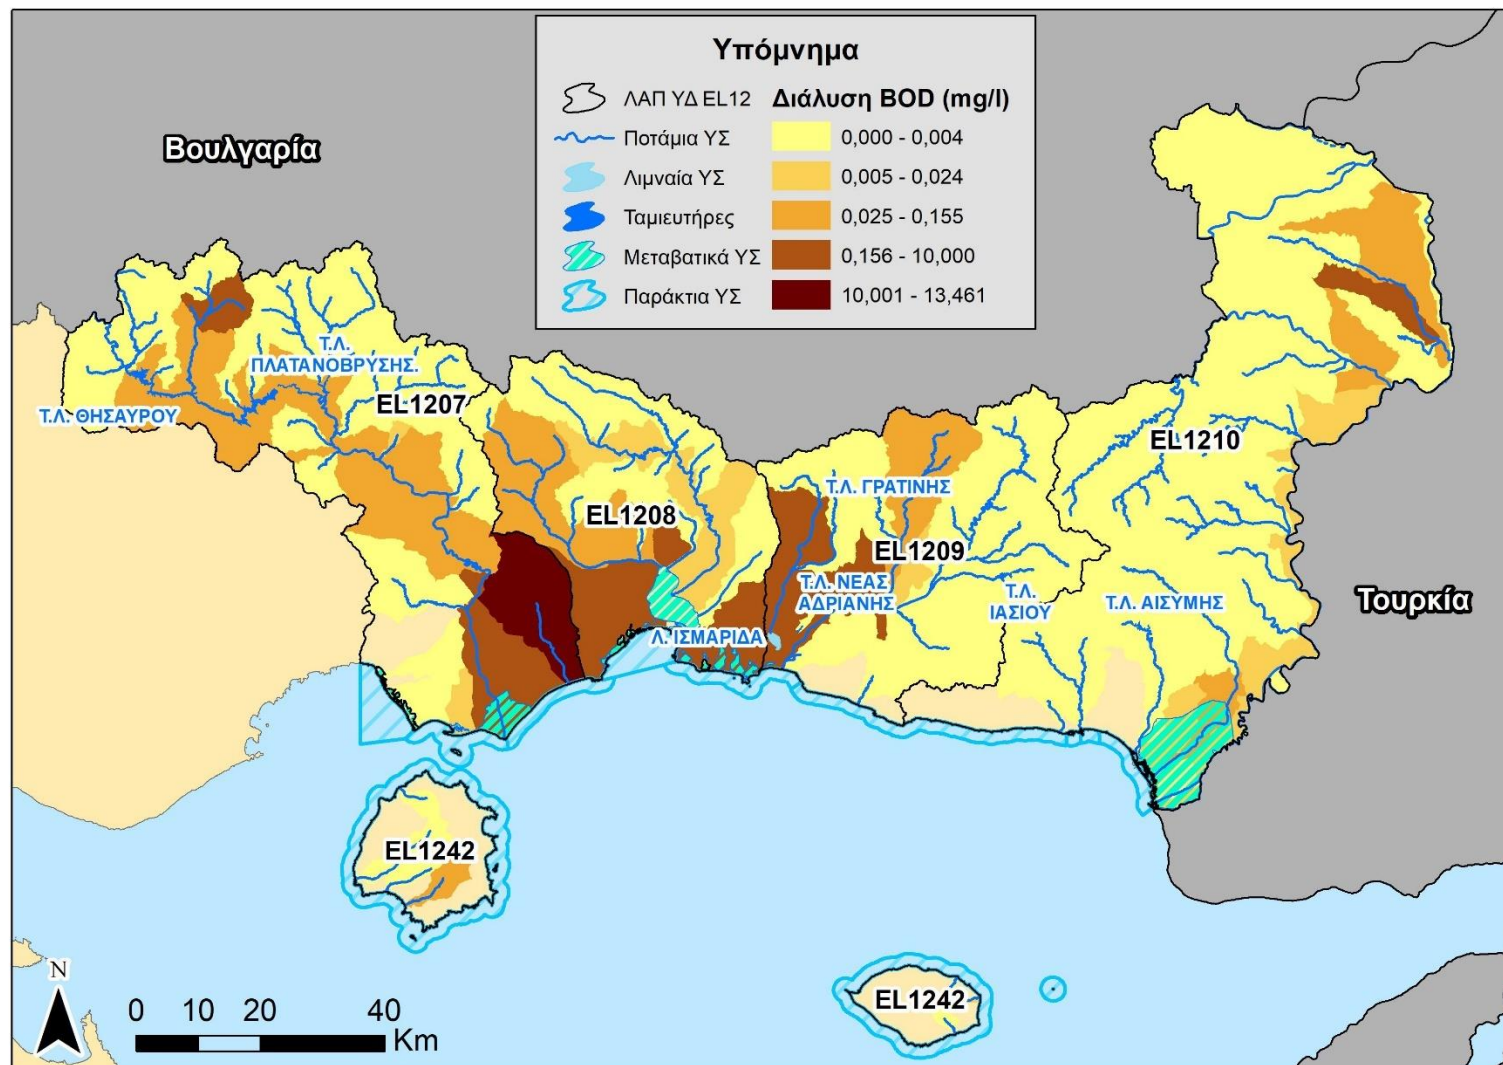 Υπόμνημα
ΛΑΠ ΥΔ EL12
Διάλυση BOD (mg/l)
Ποτάμια ΥΣ
0,000 - 0,004
Λιμναία ΥΣ
0,005 - 0,024
Ταμιευτήρες
0,025 - 0,155
Μεταβατικά ΥΣ
0,156 - 10,000
Παράκτια ΥΣ
10,001 - 13,461
Βουλγαρία
Τ.Λ.
ΠΛΑΤΑΝΟΒΡΥΣΗΣ.
Τ.Λ. ΘΗΣΑΥΡΟΥ
EL1207
EL1208
Τ.Λ. ΓΡΑΤΙΝΗΣ
EL1209
EL1210
Τ.Λ. ΝΕΑΣ
ΑΔΡΙΑΝΗΣ
Τ.Λ.
ΙΑΣΙΟΥ
Τ.Λ. ΑΙΣΥΜΗΣ
Τουρκία
Λ. ΙΣΜΑΡΙΔΑ
EL1242
EL1242
N
0 10 20 40
Km